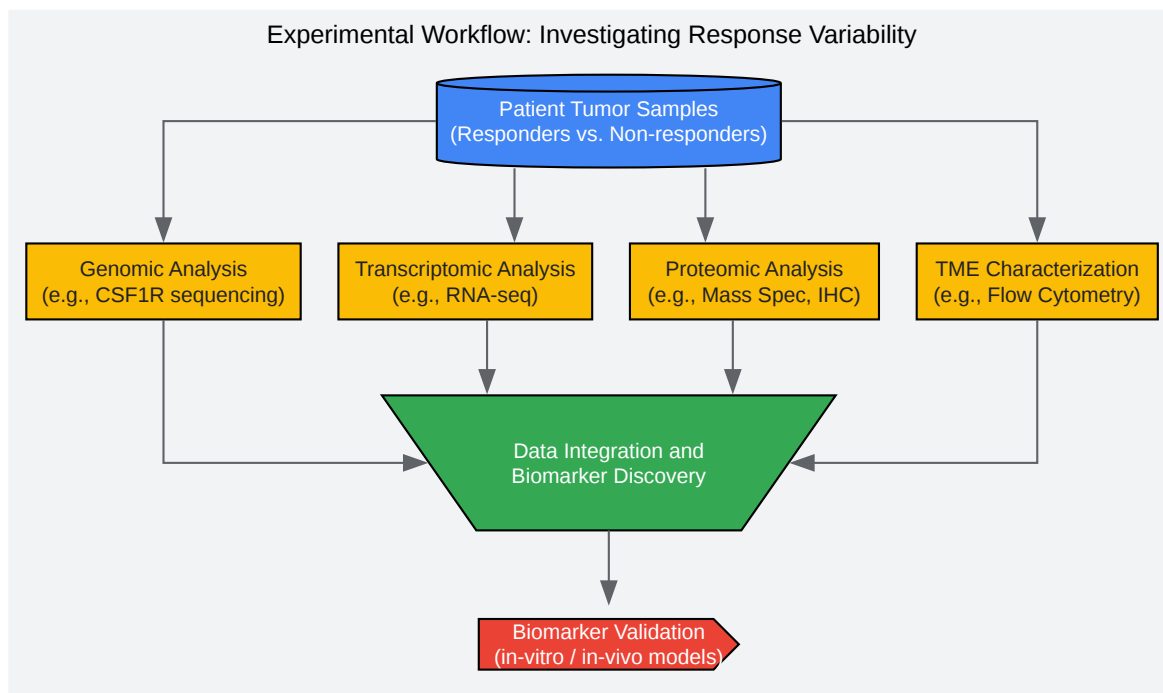 Experimental Workflow: Investigating Response Variability
Patient Tumor Samples
(Responders vs. Non-responders)
Genomic Analysis
(e.g., CSF1R sequencing)
Transcriptomic Analysis
(e.g., RNA-seq)
Proteomic Analysis
(e.g., Mass Spec, IHC)
TME Characterization
(e.g., Flow Cytometry)
Data Integration and
Biomarker Discovery
Biomarker Validation
(in-vitro / in-vivo models)